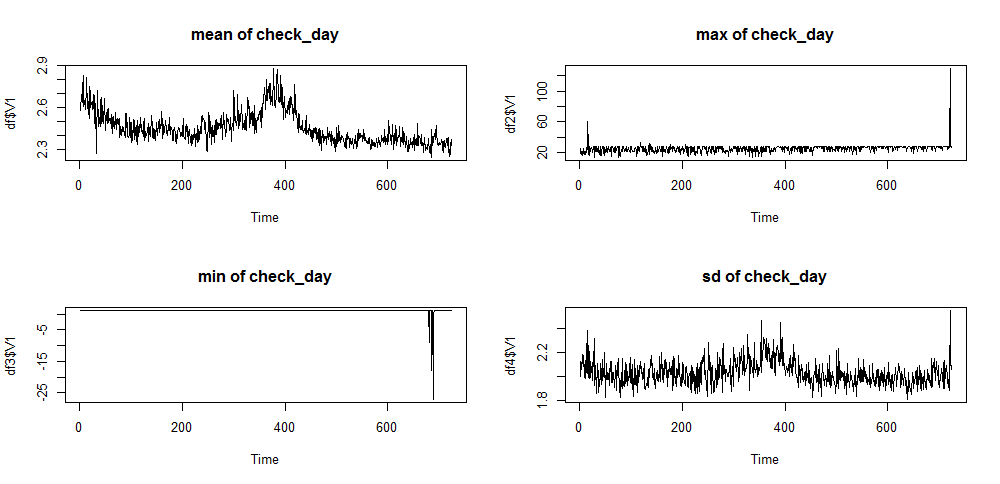 mean of check_day
df$V1
2.9
2.6
2.3
0
200
400
600
Time
max of check_day
df2$V1
100
60
20
0
200
400
600
Time
min of check_day
df3$V1
-5
-15
-25
0
200
400
600
Time
sd of check_day
df4$V1
2.2
1.8
0
200
400
600
Time